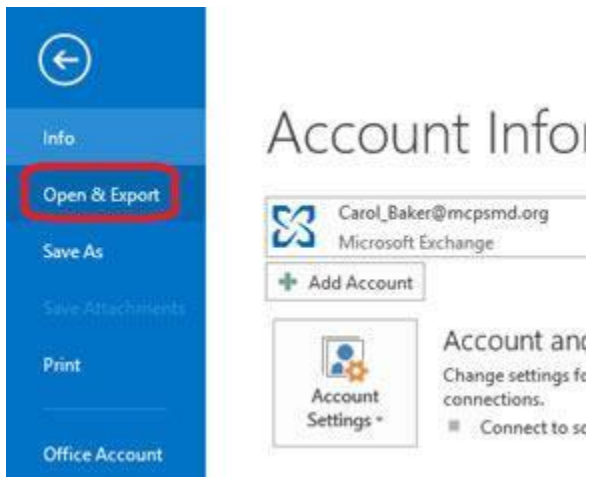 Info
Open & Export
Save As
Save Attachments
Print
Office Account
Account Infor
Carol_Baker@mcpsmd.org
Microsoft Exchange
Add Account
Account
Settings
Account and
Change settings fo
connections.
Connect to so